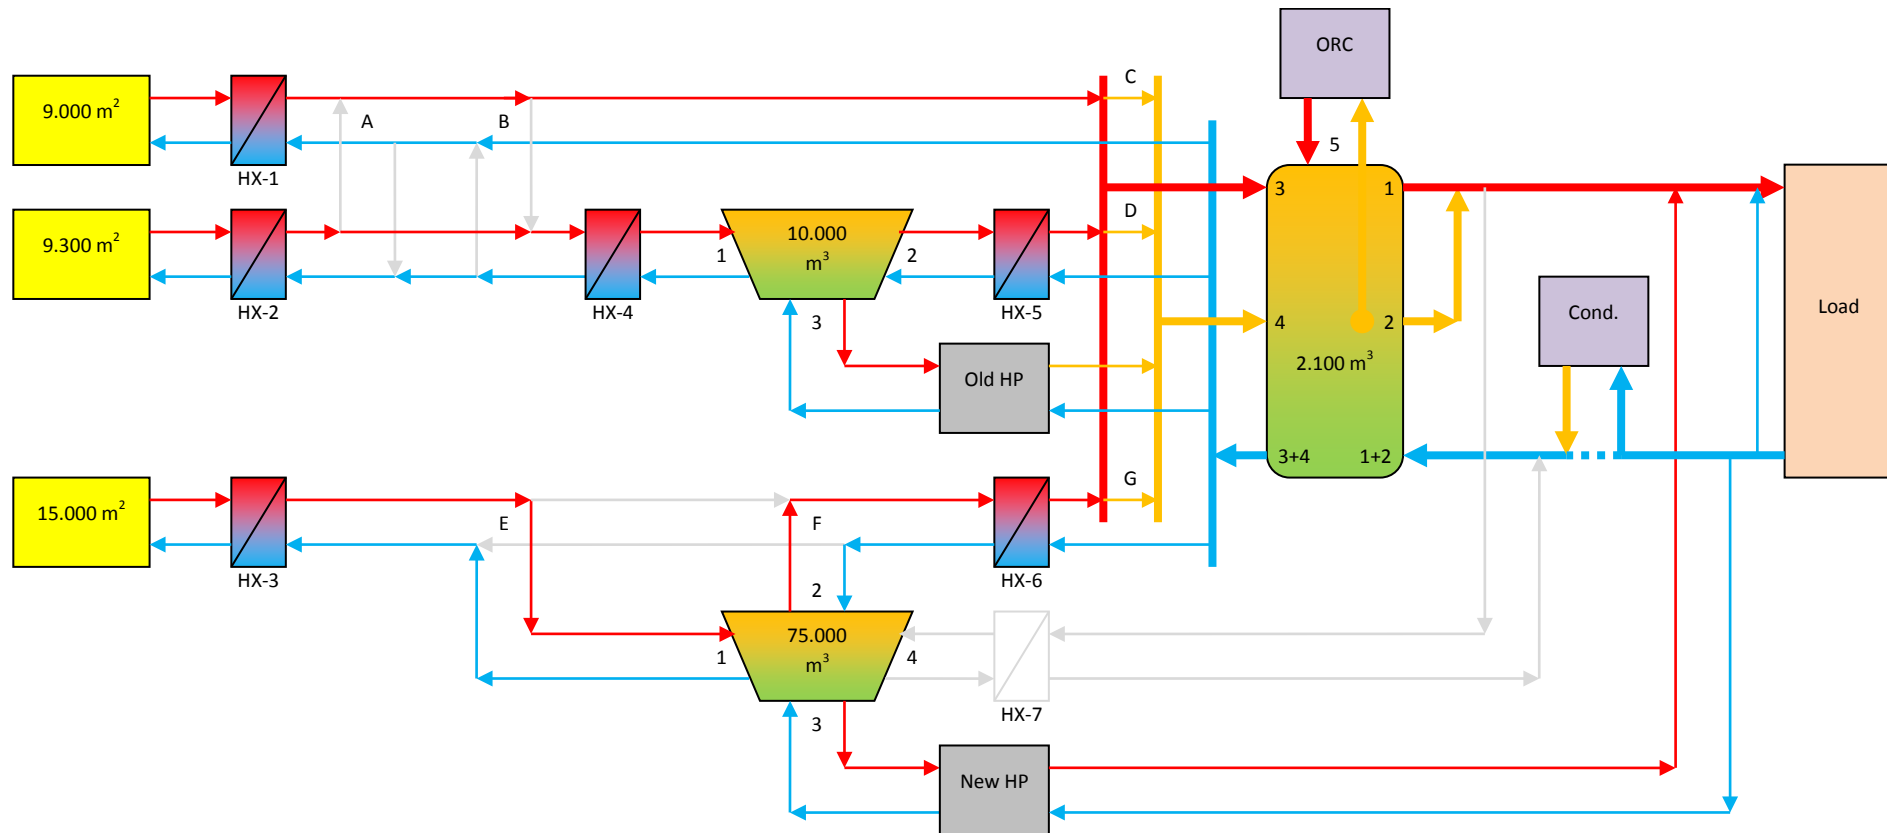 ORC
C
9.000 m²
A
B
5
HX-1
3
1
D
9.300 m²
10.000
m³
1
2
HX-2
HX-4
HX-5
3
4
2
Cond.
Load
2.100 m³
Old HP
3+4
1+2
G
15.000 m²
E
F
HX-3
HX-6
2
75.000
m³
1
4
HX-7
3
New HP